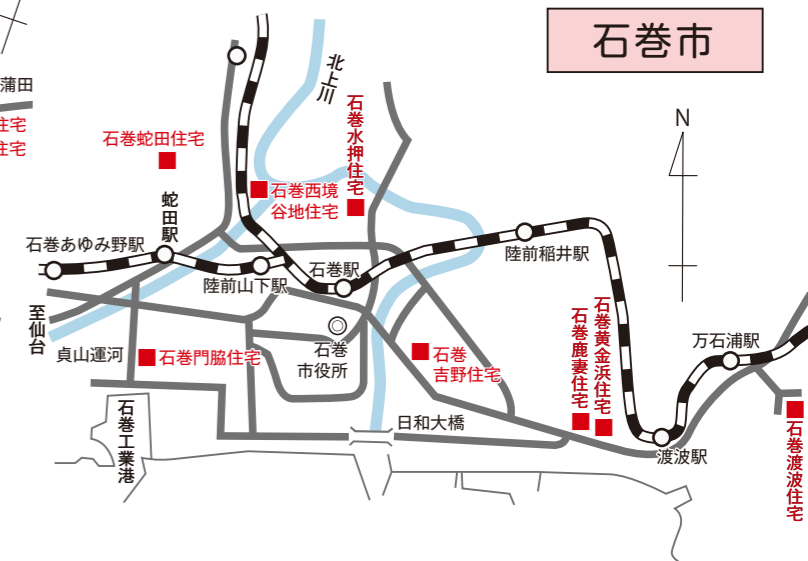 石巻市
N
蒲田
住宅
住宅
北上川
石巻水押住宅
石巻蛇田住宅
石巻西境
谷地住宅
蛇田駅
石巻あゆみ野駅
陸前山下駅
石巻駅
陸前稲井駅
至仙台
貞山運河
石巻門脇住宅
石巻
市役所
石巻
吉野住宅
石巻鹿妻住宅
石巻黄金浜住宅
万石浦駅
石巻工業港
日和大橋
渡波駅
石巻渡波住宅